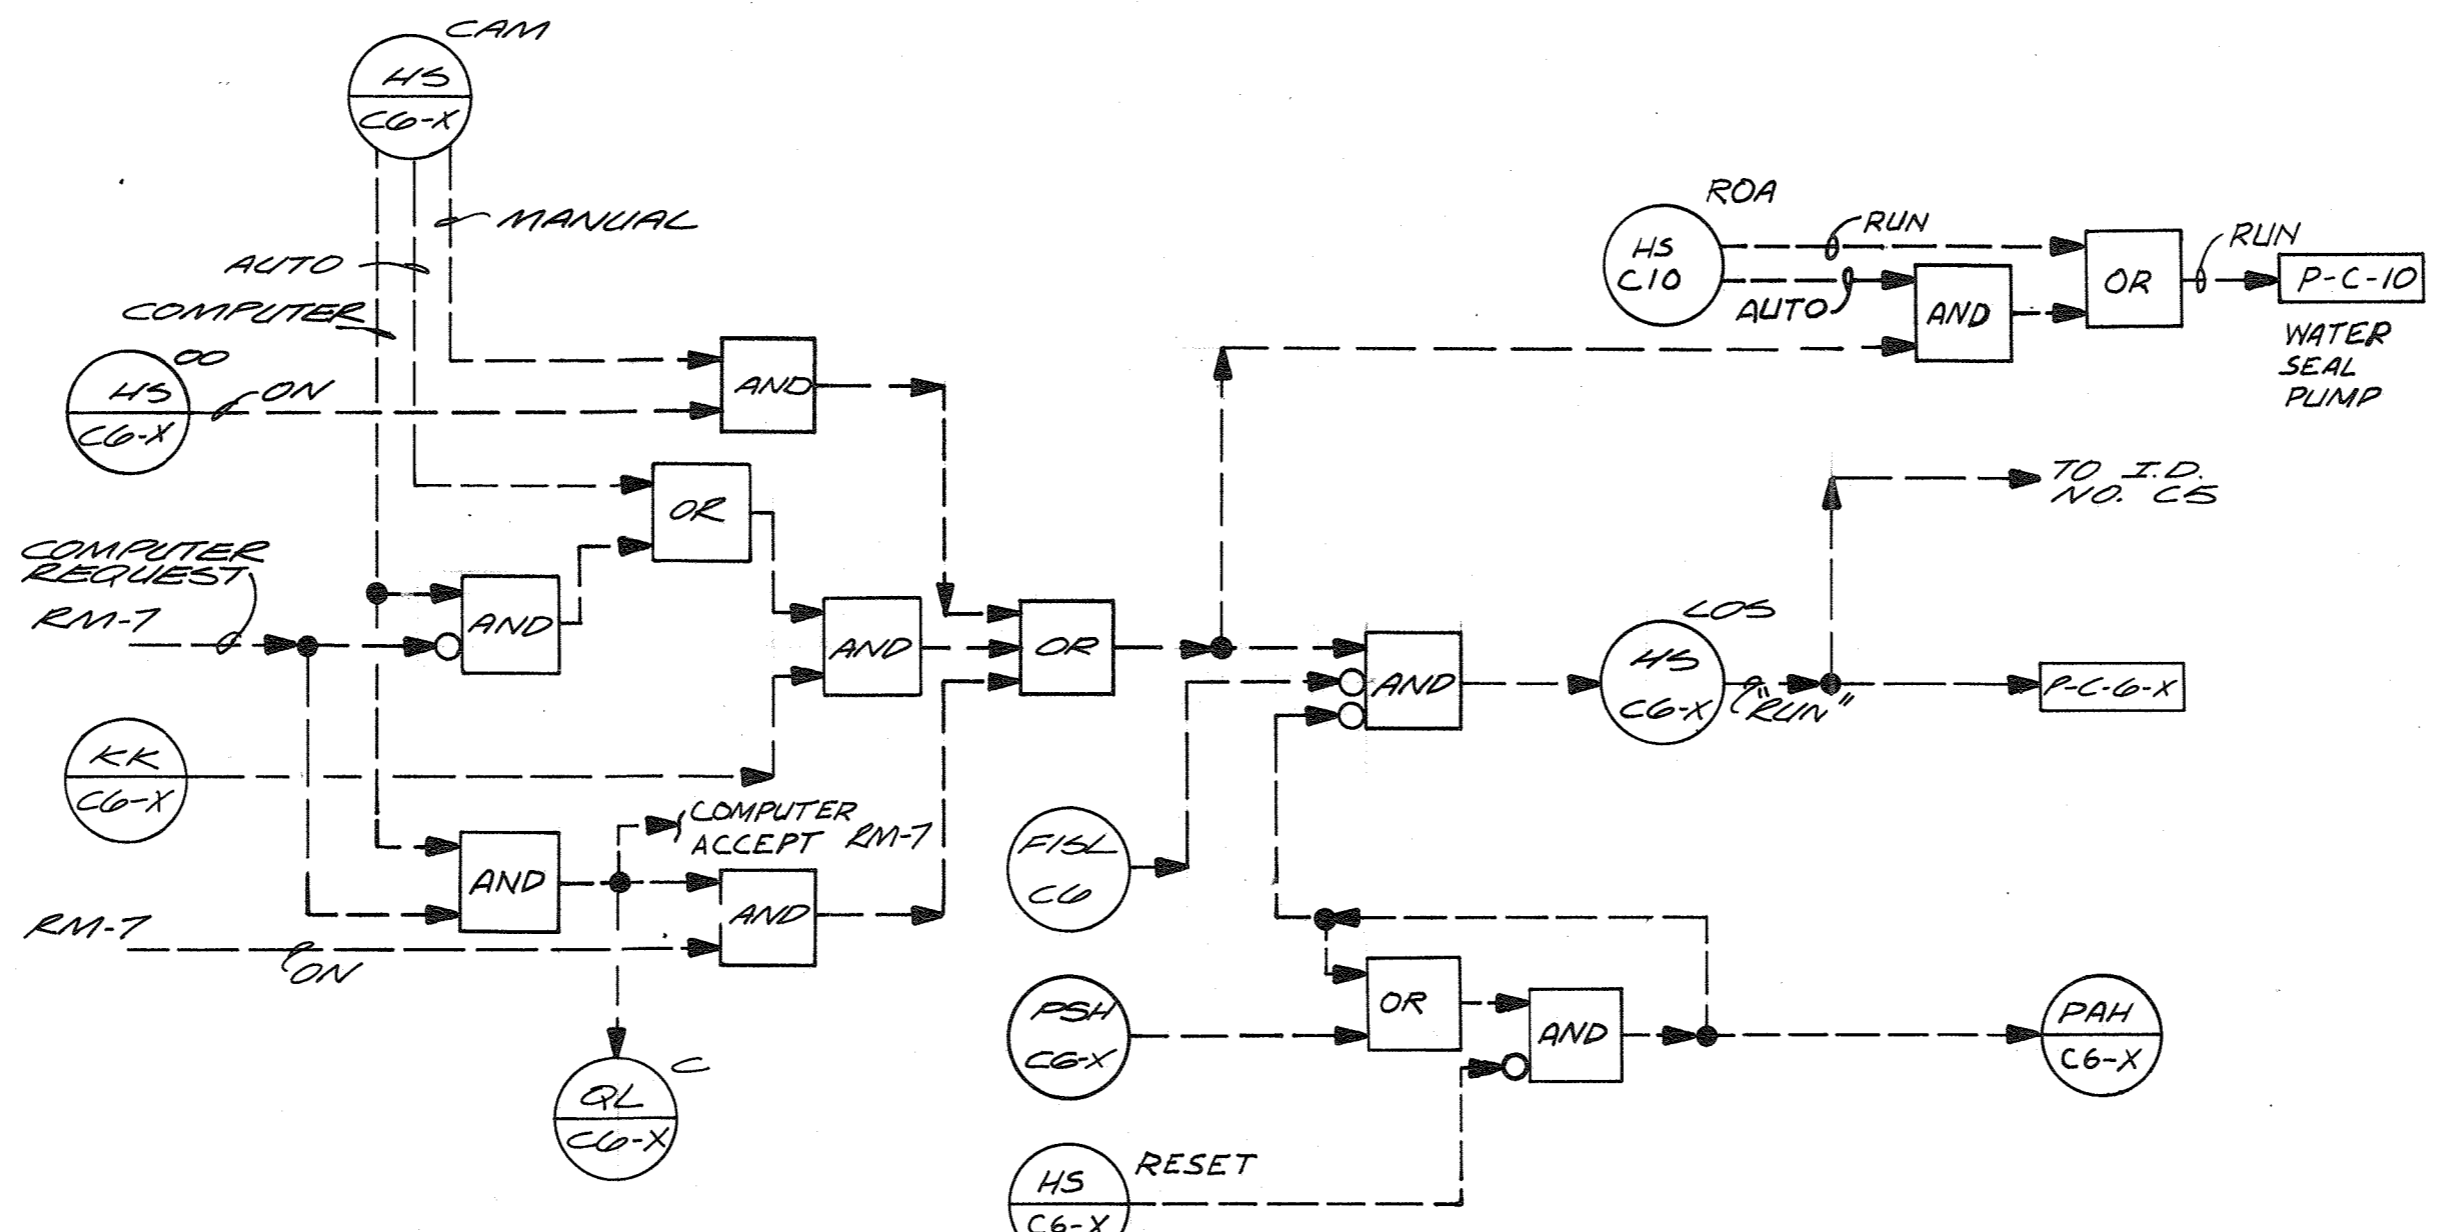 CAM
HS
C6-X
MANUAL
AUTO
COMPUTER
OO
HS
C6-X
ON
AND
OR
COMPUTER
REQUEST
RM-7
AND
AND
OR
KK
C6-X
COMPUTER
ACCEPT RM-7
AND
AND
RM-7
ON
QL
C6-X
C
ROA
HS
C10
RUN
AUTO
AND
OR
RUN
P-C-10
WATER
SEAL
PUMP
TO I.D.
NO. C5
AND
LOS
HS
C6-X
"RUN"
P-C-6-X
FISL
C6
PSH
C6-X
OR
AND
PAH
C6-X
HS
C6-X
RESET